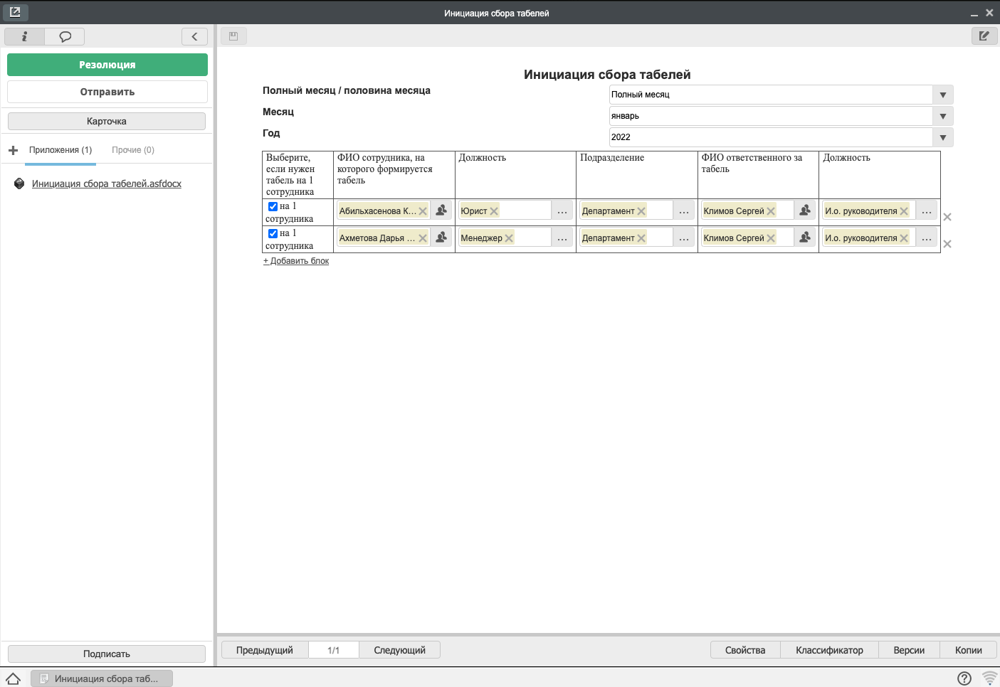 Инициация сбора табелей
Резолюция
Отправить
Карточка
Приложения (1)
Прочие (0)
Инициация сбора табелей.asfdocx
Подписать
Инициация сбора табелей
Полный месяц / половина месяца
Полный месяц
Месяц
январь
Год
2022
Выберите, если нужен табель на 1 сотрудника
ФИО сотрудника, на которого формируется табель
Должность
Подразделение
ФИО ответственного за табель
Должность
на 1 сотрудника
Абильхасенова К...
Юрист
...
Департамент
...
Климов Сергей
И.о. руководителя
...
на 1 сотрудника
Ахметова Дарья ...
Менеджер
...
Департамент
...
Климов Сергей
И.о. руководителя
...
+ Добавить блок
Предыдущий
1/1
Следующий
Свойства
Классификатор
Версии
Копии
Инициация сбора таб...